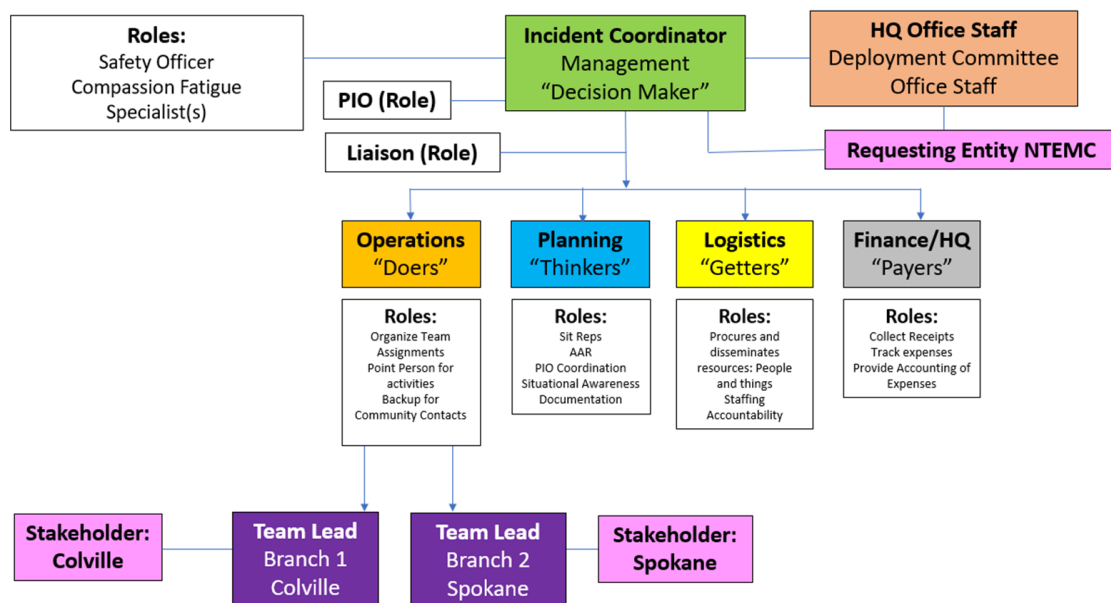 Roles:
Safety Officer
Compassion Fatigue
Specialist(s)
Incident Coordinator
Management
“Decision Maker”
HQ Office Staff
Deployment Committee
Office Staff
PIO (Role)
Liaison (Role)
Requesting Entity NTEMC
Operations
“Doers”
Planning
“Thinkers”
Logistics
“Getters”
Finance/HQ
“Payers”
Roles:
Organize Team
Assignments
Point Person for
activities
Backup for
Community Contacts
Roles:
Sit Reps
AAR
PIO Coordination
Situational Awareness
Documentation
Roles:
Procures and
disseminates
resources: People
and things
Staffing
Accountability
Roles:
Collect Receipts
Track expenses
Provide Accounting of
Expenses
Stakeholder:
Colville
Team Lead
Branch 1
Colville
Team Lead
Branch 2
Spokane
Stakeholder:
Spokane